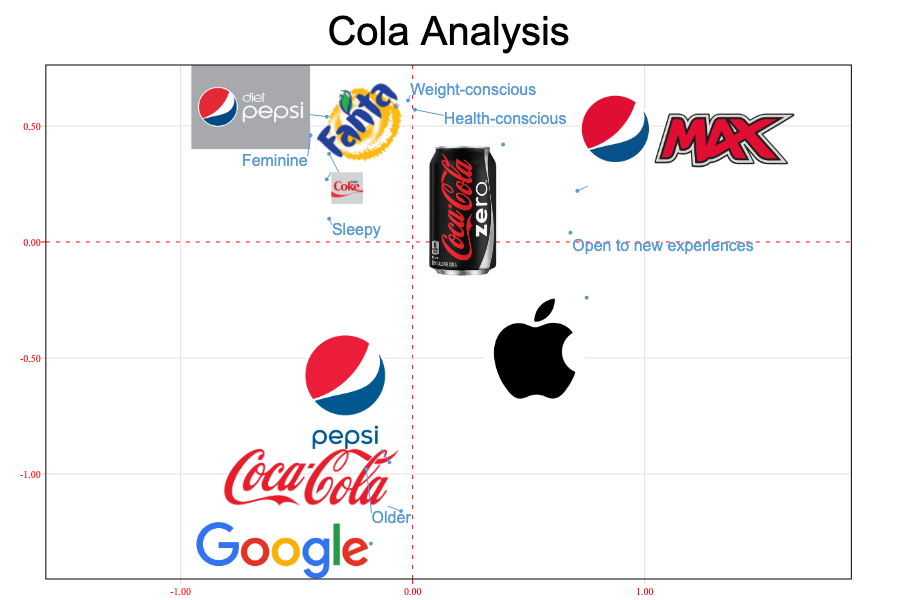 Cola Analysis
diet
pepsi
Fanta
Weight-conscious
Health-conscious
MAX
0.50
Feminine
Coke
Coca-Cola
zero
Sleepy
0.00
Open to new experiences
-0.50
pepsi
Coca-Cola
-1.00
Older
Google
-1.00
0.00
1.00